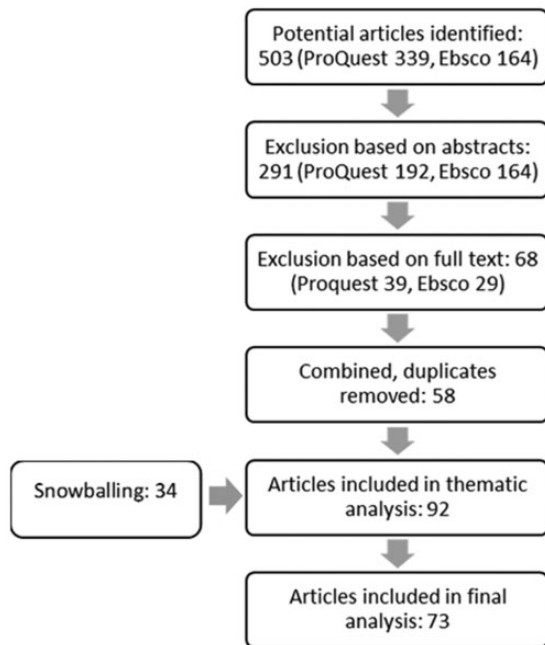 Potential articles identified:
503 (ProQuest 339, Ebsco 164)
Exclusion based on abstracts:
291 (ProQuest 192, Ebsco 164)
Exclusion based on full text: 68
(Proquest 39, Ebsco 29)
Combined, duplicates
removed: 58
Snowballing: 34
Articles included in thematic
analysis: 92
Articles included in final
analysis: 73